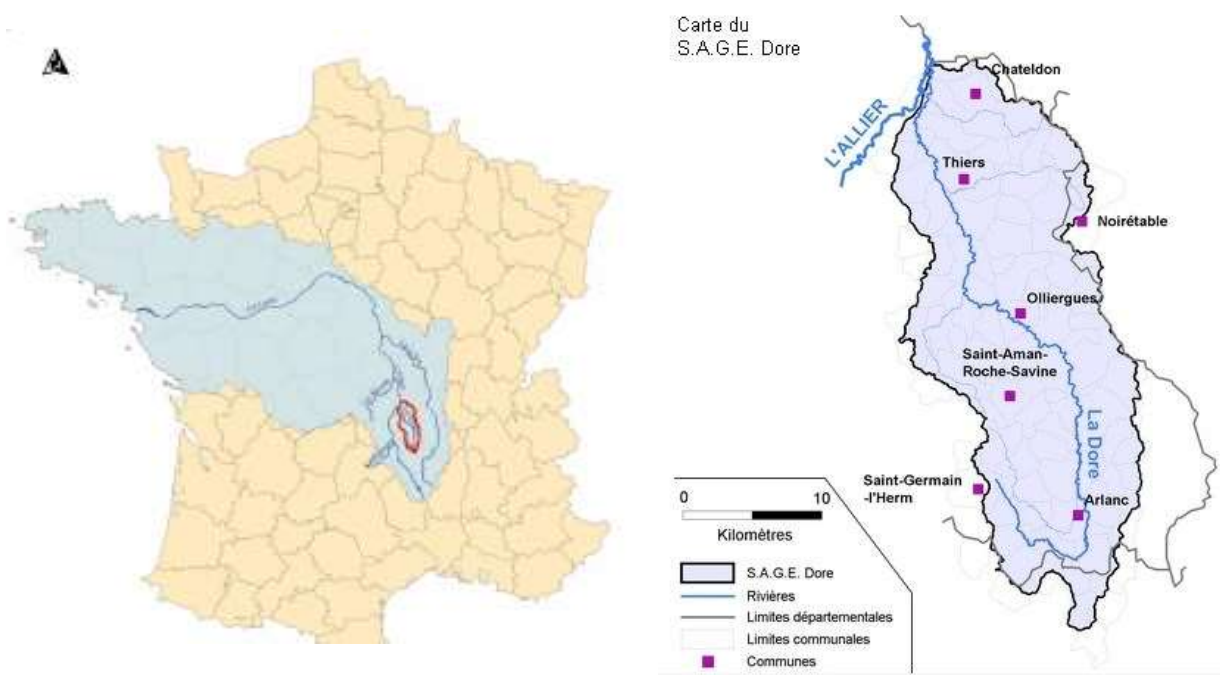 Carte du
S.A.G.E. Dore
Chateldon
L'ALLIER
Thiers
Noirétable
Olliergues
Saint-Aman-
Roche-Savine
La Dore
Saint-Germain
-l'Herm
Arlanc
0 10
Kilomètres
S.A.G.E. Dore
Rivières
Limites départementales
Limites communales
Communes